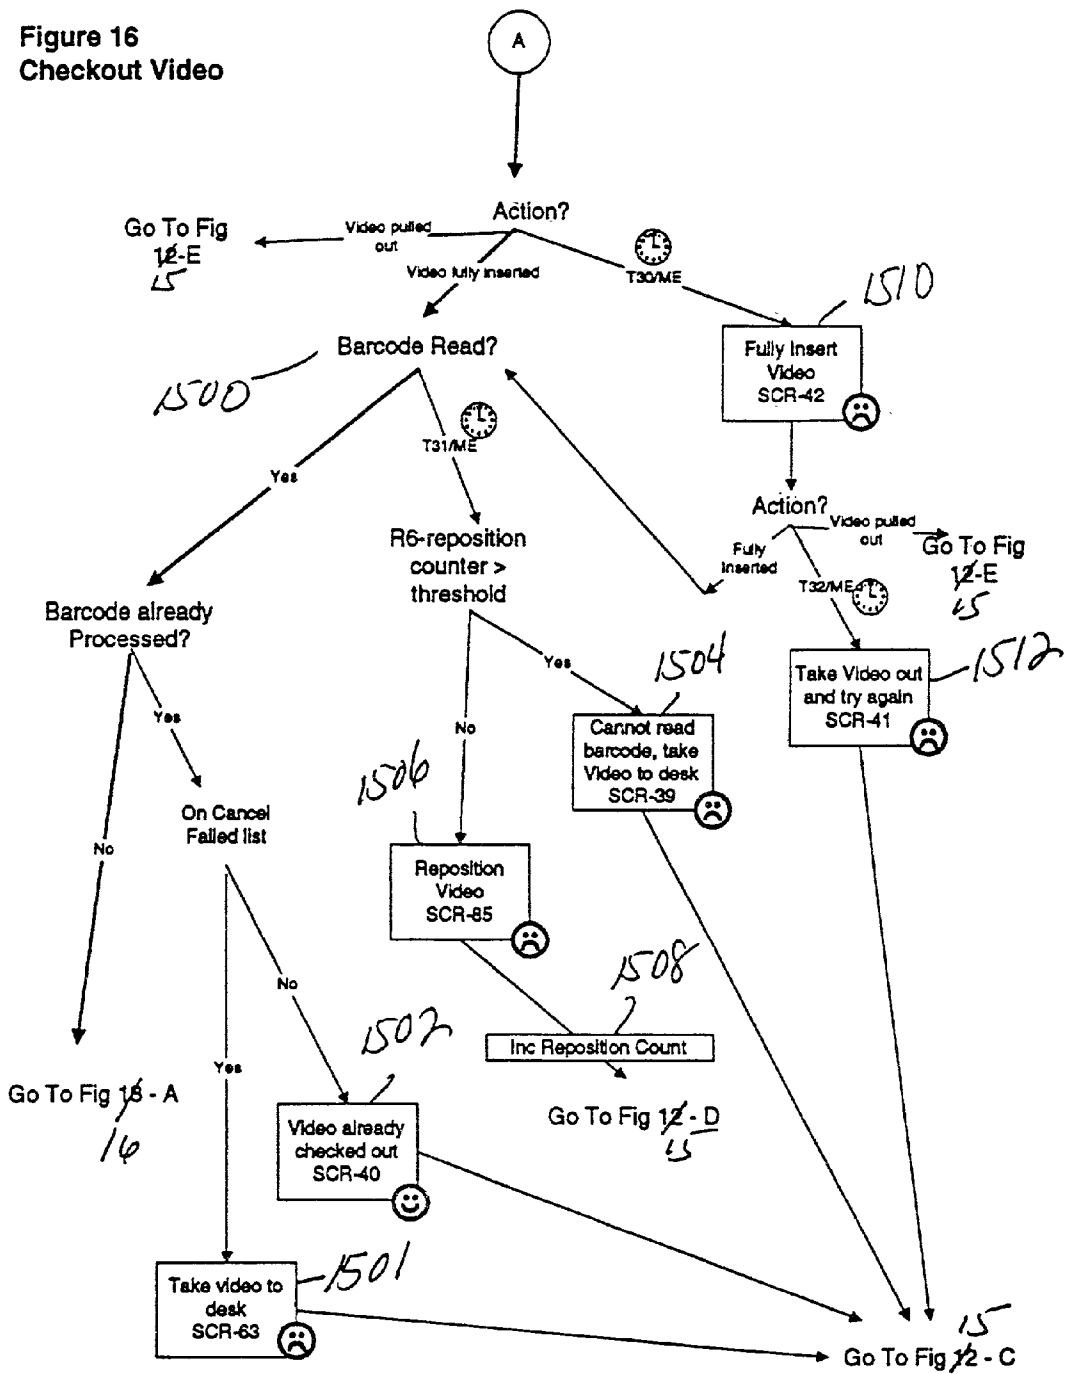 Figure 16
Checkout Video
A
Action?
Go To Fig
12-E
15
Video pulled
out
Video fully inserted
T30/ME
1510
Barcode Read?
1500
Fully Insert
Video
SCR-42
T31/ME
Yes
Action?
Video pulled
out
Go To Fig
12-E
15
Fully
Inserted
T32/ME
R6-reposition
counter >
threshold
Barcode already
Processed?
1504
1512
Take Video out
and try again
SCR-41
Yes
Yes
No
Cannot read
barcode, take
Video to desk
SCR-39
1506
On Cancel
Failed list
No
Reposition
Video
SCR-85
1508
No
1502
Inc Reposition Count
Yes
Go To Fig 18 - A
16
Go To Fig 12 - D
15
Video already
checked out
SCR-40
1501
Take video to
desk
SCR-63
15
Go To Fig 12 - C